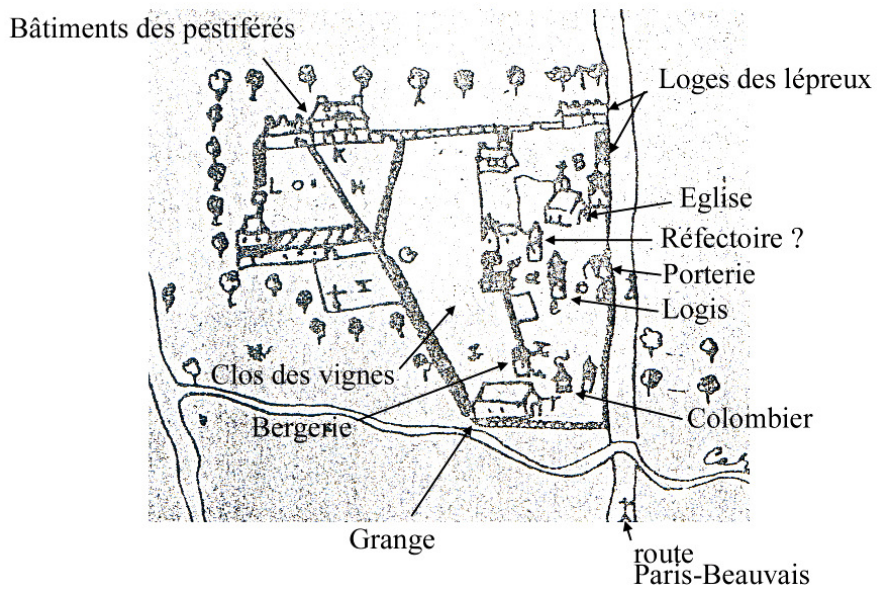 Bâtiments des pestiférés
Loges des lépreux
Eglise
Réfectoire ?
Porterie
Logis
Clos des vignes
Bergerie
Colombier
Grange
route
Paris-Beauvais
K
L
H
B
I